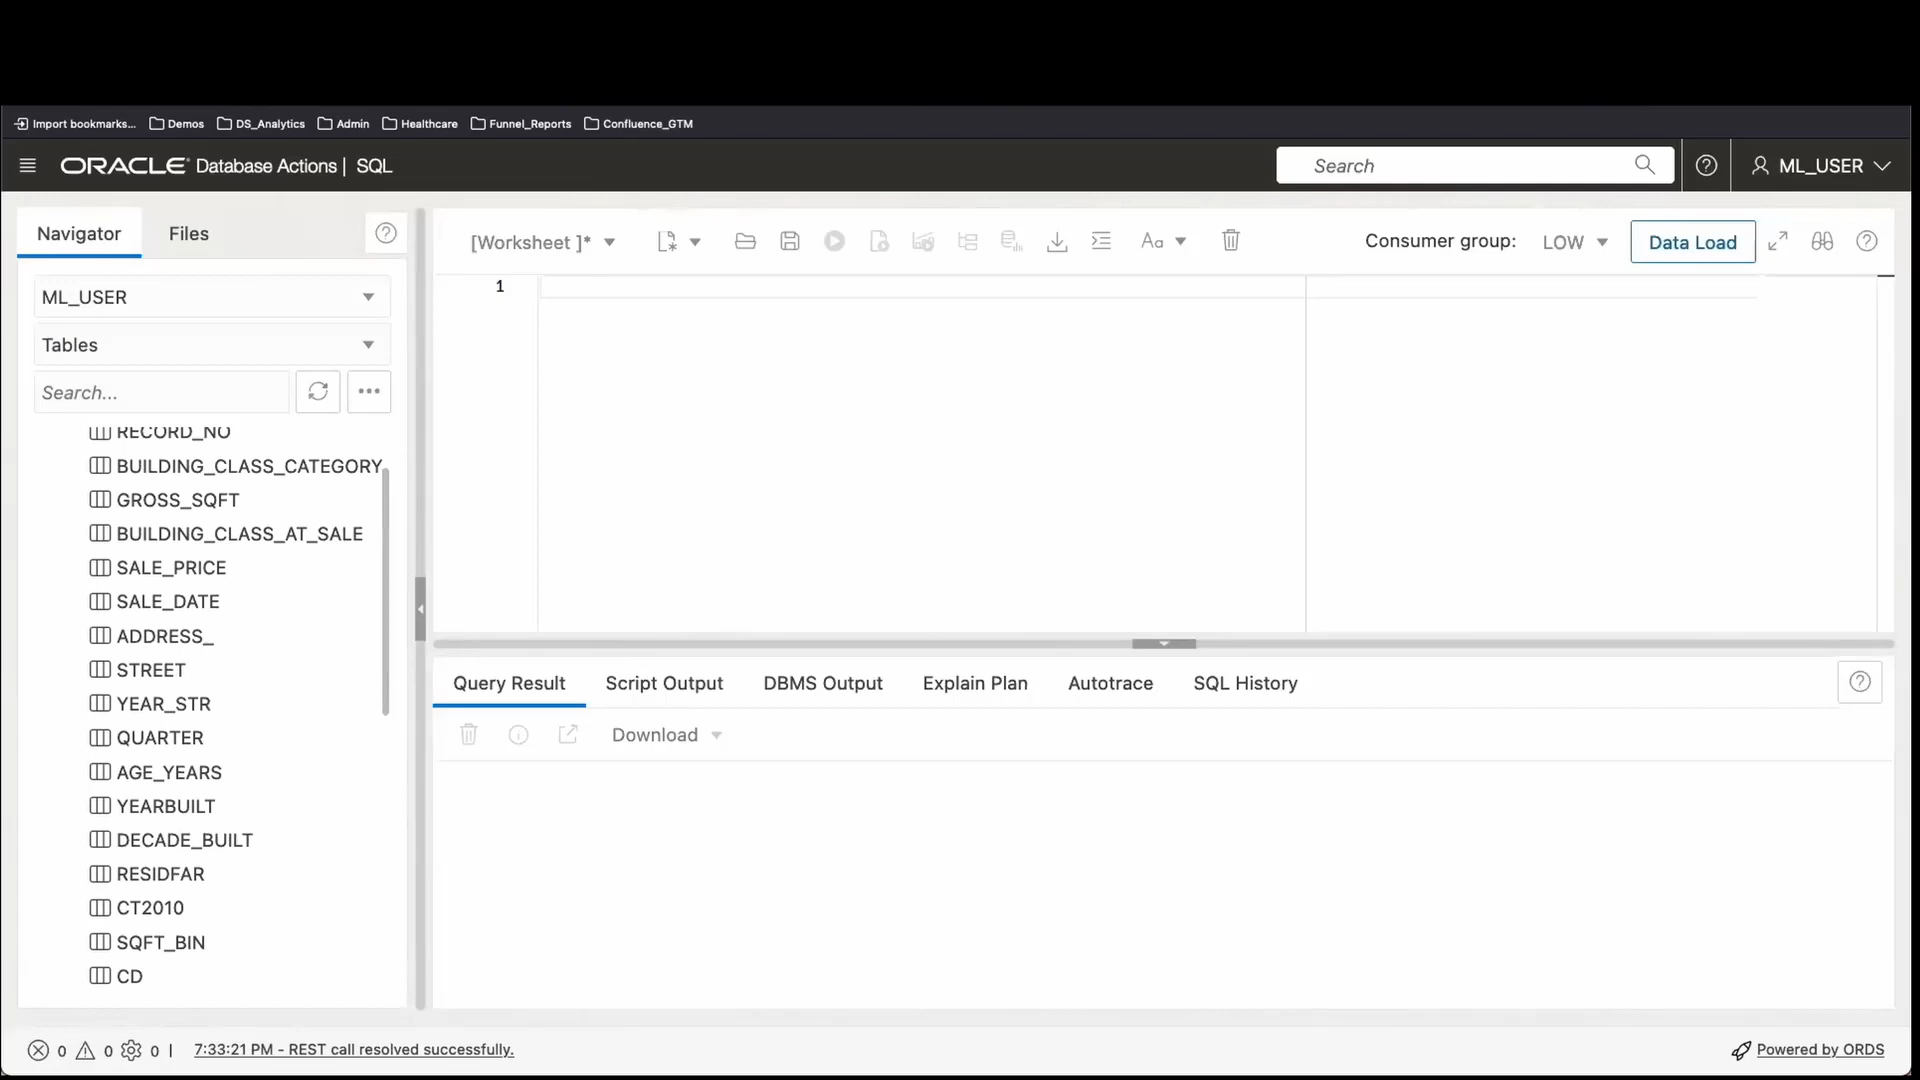 Import bookmarks... Demos DS_Analytics Admin Healthcare Funnel_Reports Confluence_GTM
ORACLE Database Actions | SQL Search ML_USER
Navigator Files
[Worksheet ]* Aa Consumer group: LOW Data Load
ML_USER
Tables
Search...
RECORD_NO
BUILDING_CLASS_CATEGORY
GROSS_SQFT
BUILDING_CLASS_AT_SALE
SALE_PRICE
SALE_DATE
ADDRESS_
STREET
YEAR_STR
QUARTER
AGE_YEARS
YEARBUILT
DECADE_BUILT
RESIDFAR
CT2010
SQFT_BIN
CD
1
Query Result Script Output DBMS Output Explain Plan Autotrace SQL History
Download
0 0 0 | 7:33:21 PM - REST call resolved successfully. Powered by ORDS